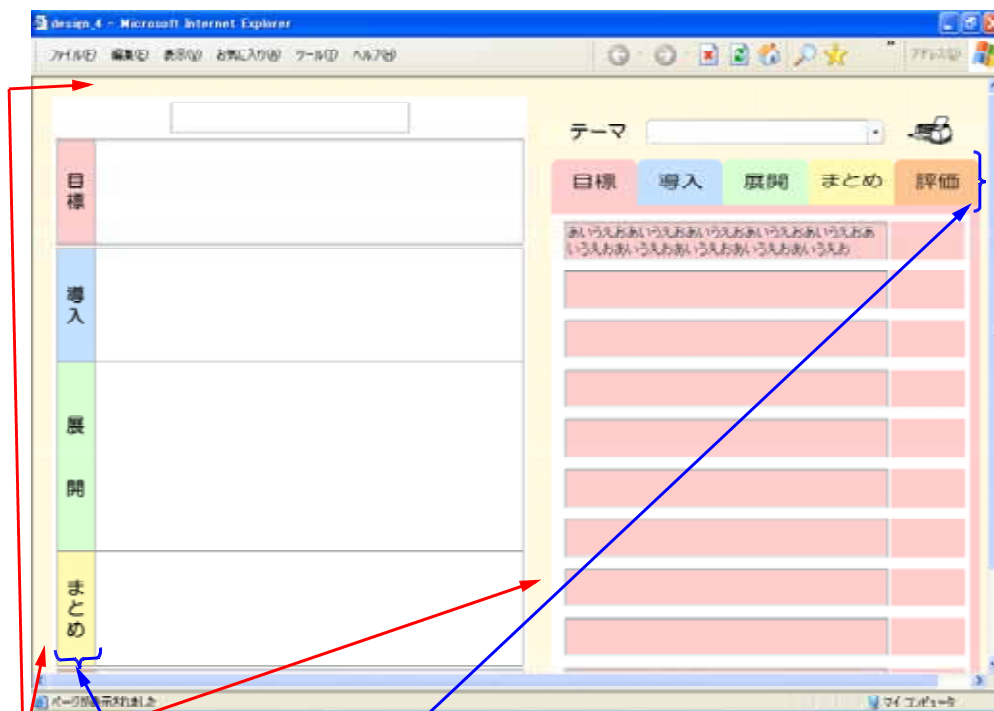 design_4 - Microsoft Internet Explorer
ファイル(F) 編集(E) 表示(V) お気に入り(A) ツール(T) ヘルプ(H)
アドレス(D)
テーマ
目標 導入 展開 まとめ 評価
あいうえおあいうえおあいうえおあいうえおあいうえおあ
いうえおあいうえおあいうえおあいうえおあいうえお
目標
導入
展開
まとめ
ページが表示されました
マイ コンピュータ